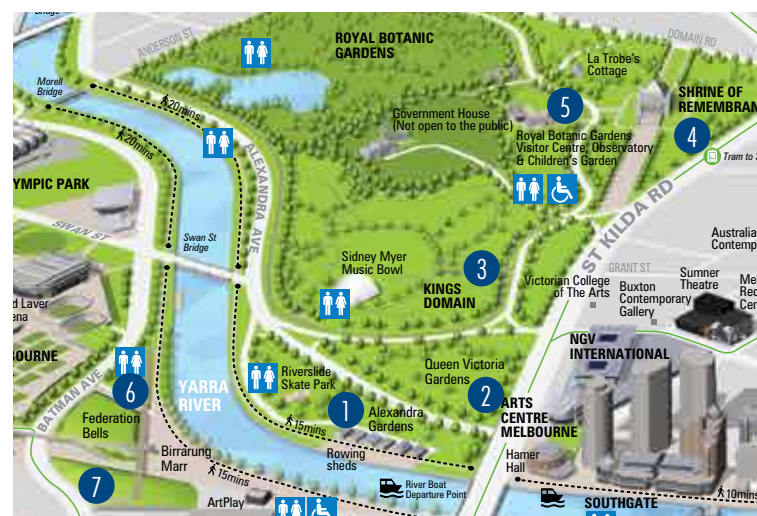 ANDERSON ST
ROYAL BOTANIC
GARDENS
DOMAIN RD
La Trobe's
Cottage
Morell
Bridge
20mins
SHRINE OF
REMEMBRAN
5
Government House
(Not open to the public)
Royal Botanic Gardens
Visitor Centre, Observatory
& Children's Garden
4
Tram to S
20mins
ALEXANDRA AVE
YMPIC PARK
ST KILDA RD
SWAN ST
Swan St
Bridge
Australia
Contemp
Sidney Myer
Music Bowl
3
KINGS
DOMAIN
GRANT ST
Victorian College
of The Arts
Buxton
Contemporary
Gallery
Sumner
Theatre
Me
Rec
Cen
d Laver
ena
NGV
INTERNATIONAL
BOURNE
BATMAN AVE
6
YARRA
RIVER
Riverslide
Skate Park
Queen Victoria
Gardens
2
ARTS
CENTRE
MELBOURNE
1
Alexandra
Gardens
Federation
Bells
15mins
Birrarung
Marr
Rowing
sheds
Hamer
Hall
7
15mins
River Boat
Departure Point
10mins
ArtPlay
SOUTHGATE